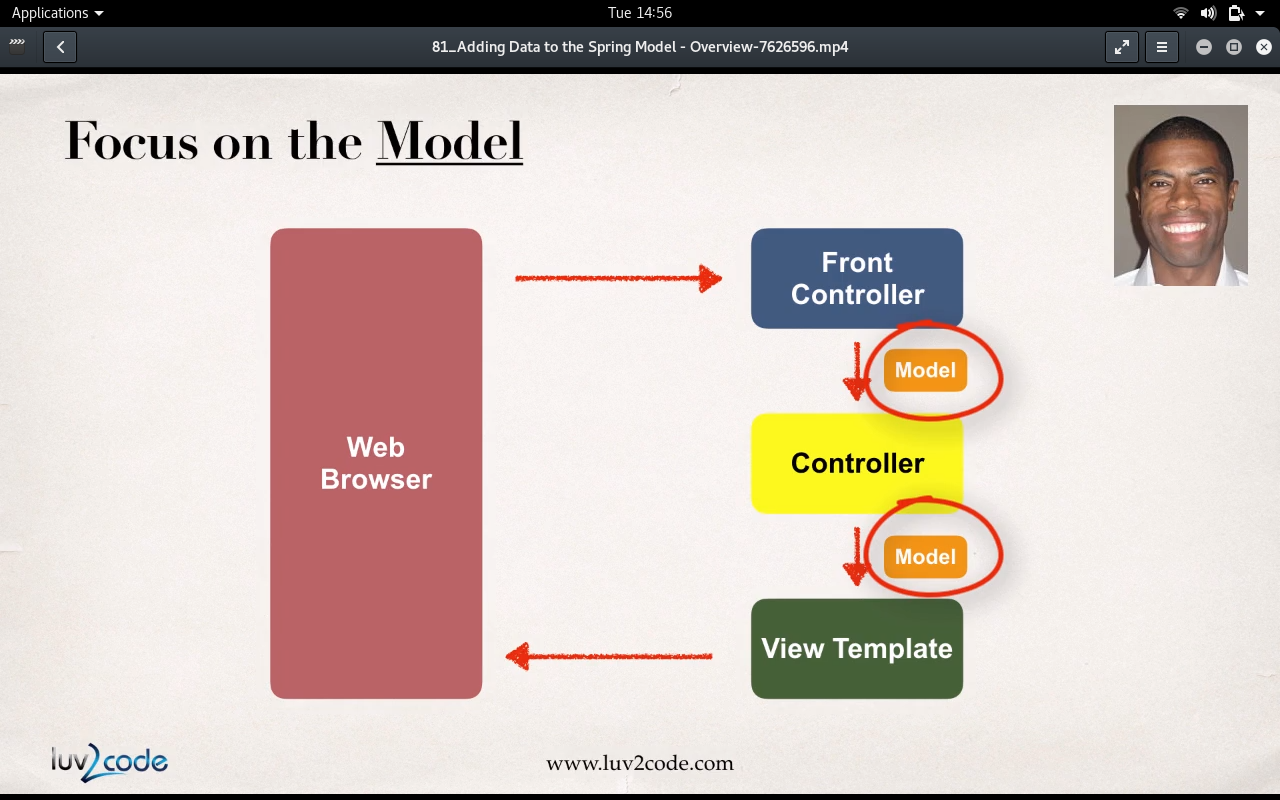 Applications
Tue 14:56
81_Adding Data to the Spring Model - Overview-7626596.mp4
Focus on the Model
Front
Controller
Model
Web
Browser
Controller
Model
View Template
luv2code
www.luv2code.com